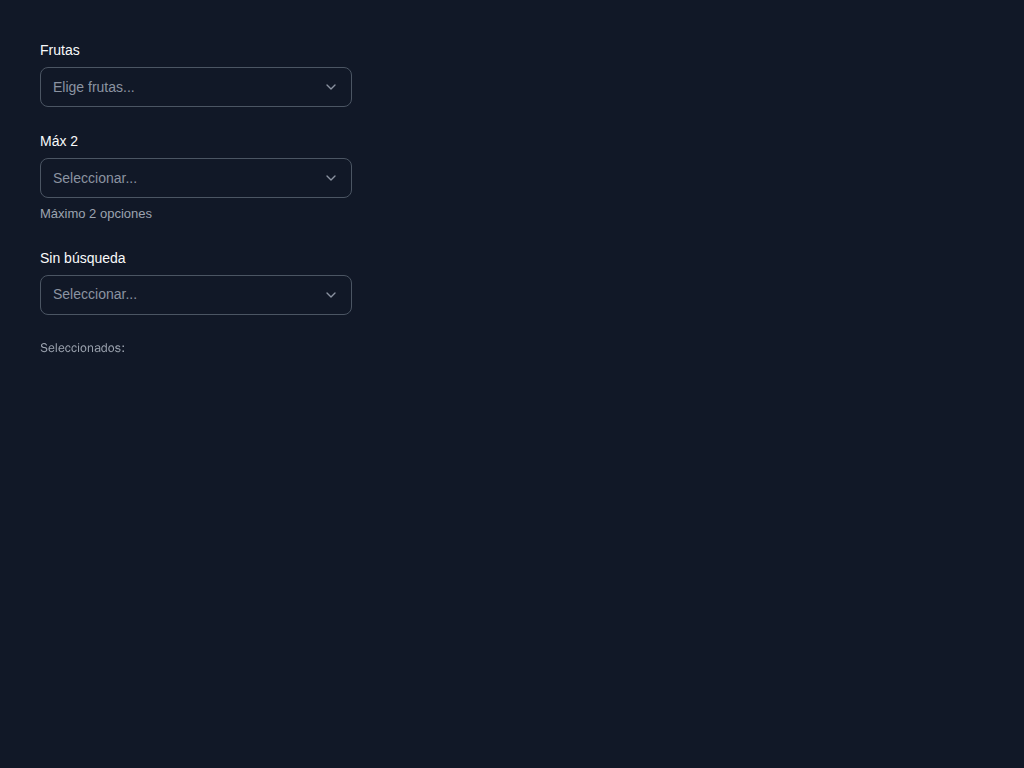 Frutas
Elige frutas...
Máx 2
Seleccionar...
Máximo 2 opciones
Sin búsqueda
Seleccionar...
Seleccionados: